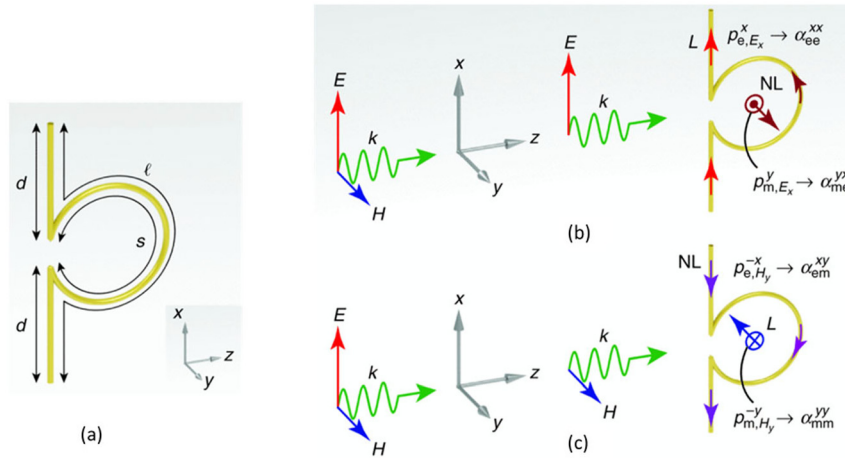 d
ℓ
s
d
x
z
y
(a)
E
k
H
x
z
y
E
k
L
p^x_{e,E_x} → α^{xx}_{ee}
NL
p^y_{m,E_x} → α^{yx}_{me}
(b)
E
k
H
x
z
y
k
H
NL
p^{-x}_{e,H_y} → α^{xy}_{em}
L
p^{-y}_{m,H_y} → α^{yy}_{mm}
(c)